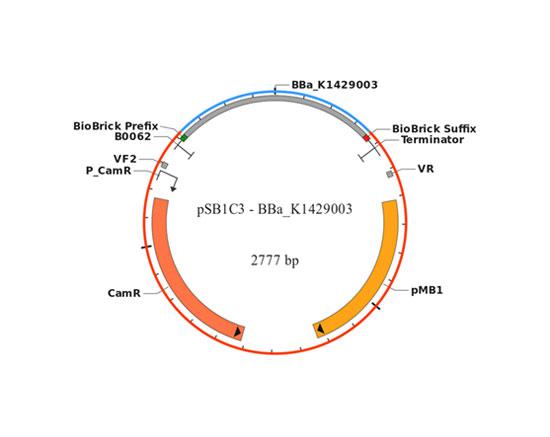 BBa_K1429003
BioBrick Prefix
B0062
BioBrick Suffix
Terminator
VF2
P_CamR
VR
pSB1C3 - BBa_K1429003
2777 bp
CamR
pMB1